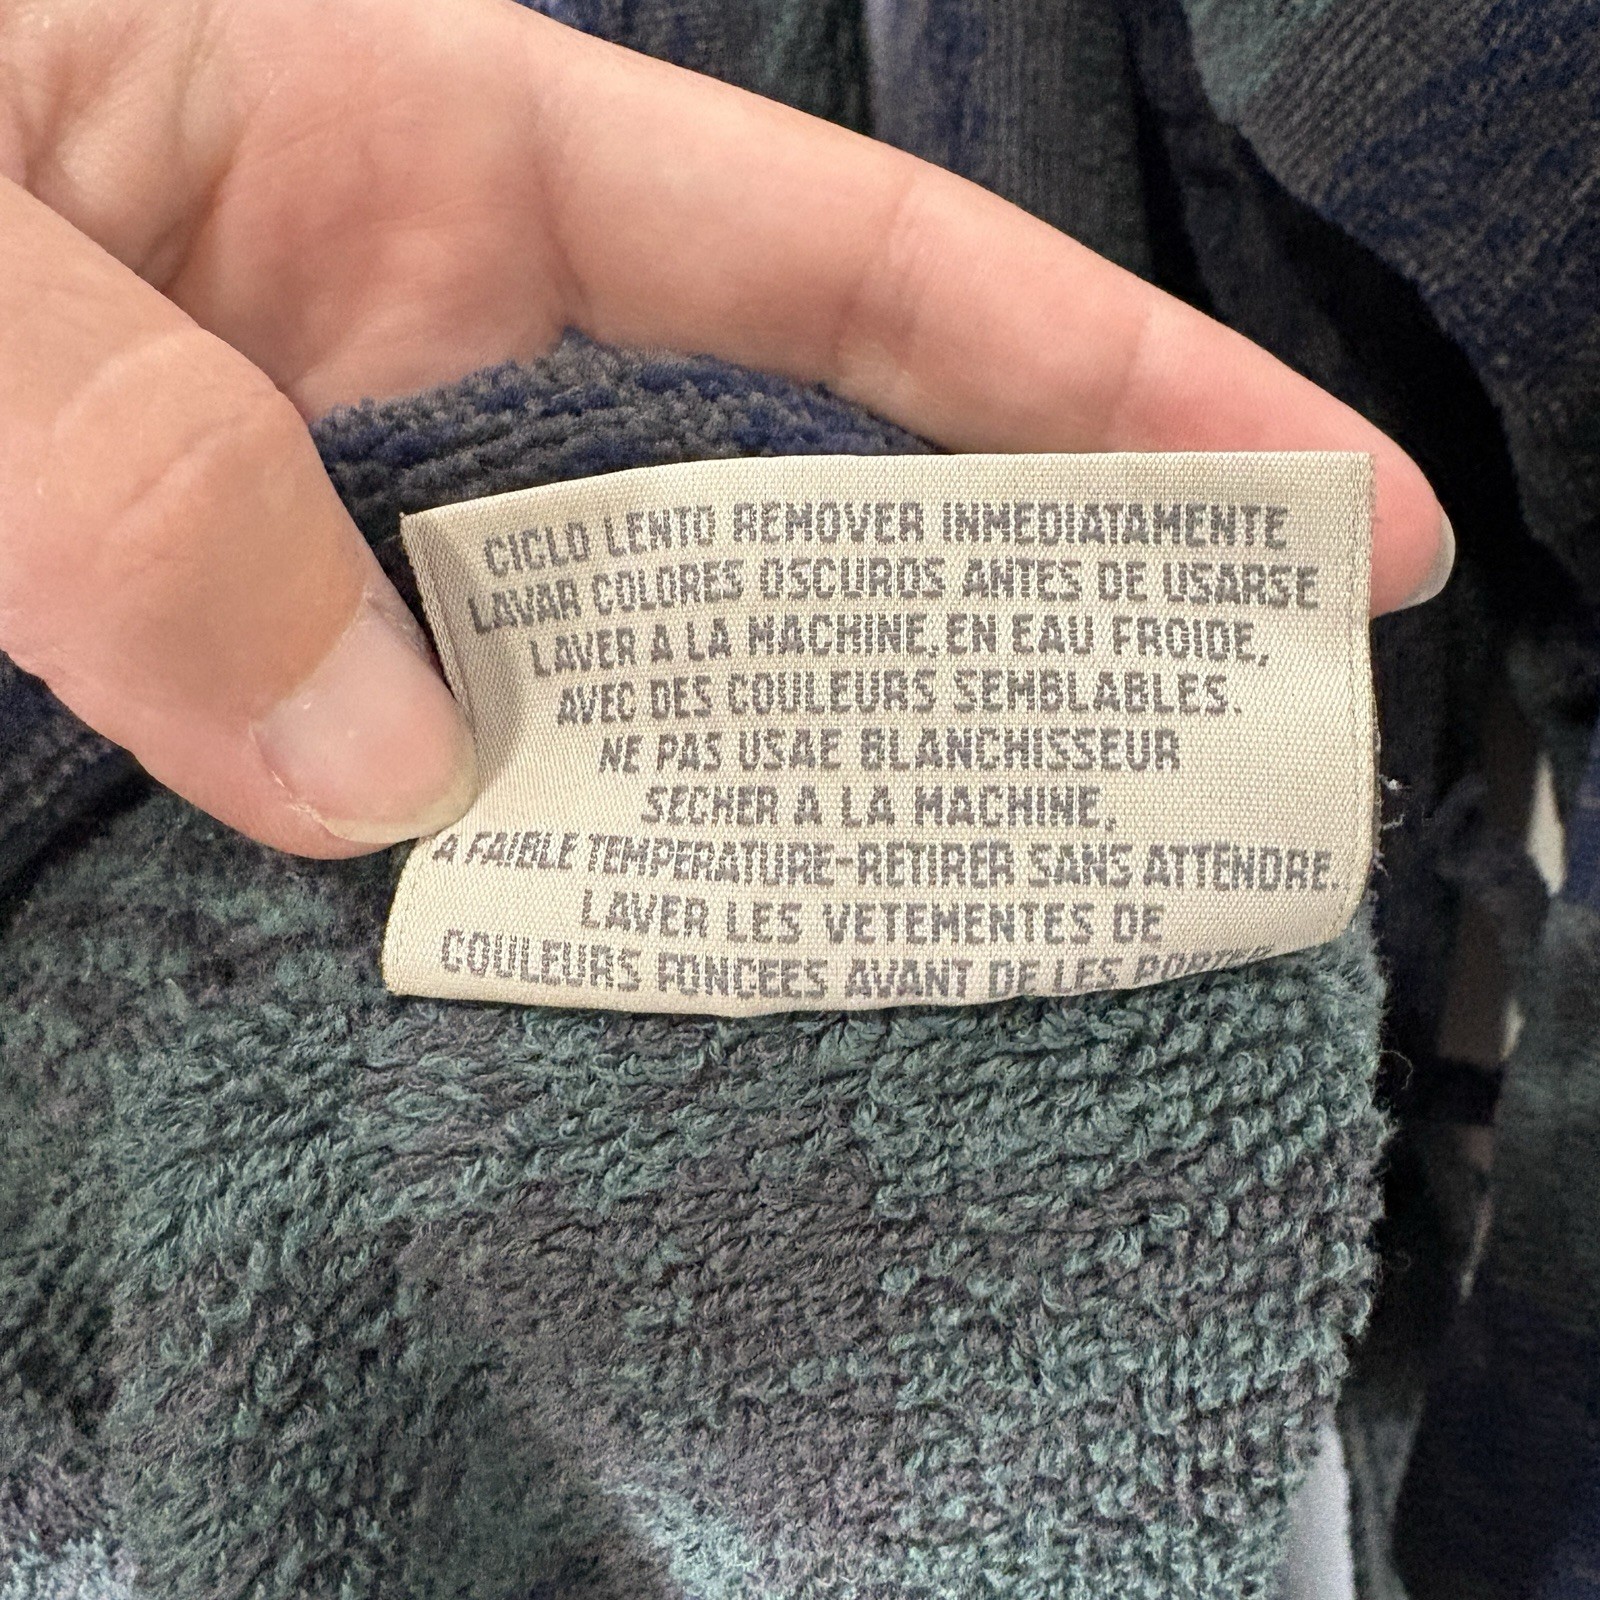 CICLO LENTO REMOVER INMEDIATAMENTE
LAVAR COLORES OSCUROS ANTES DE USARSE
LAVER A LA MACHINE, EN EAU FROIDE,
AVEC DES COULEURS SEMBLABLES.
NE PAS USAE BLANCHISSEUR
SECHER A LA MACHINE,
A FAIBLE TEMPERATURE-RETIRER SANS ATTENDRE.
LAVER LES VETEMENTES DE
COULEURS FONCEES AVANT DE LES PORTER